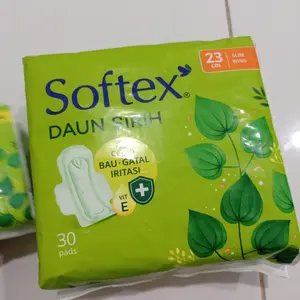 Softex®
DAUN SIRIH
23
cm
SLIM
WING
BAU-GATAL
IRITASI
VIT
E
30
pads